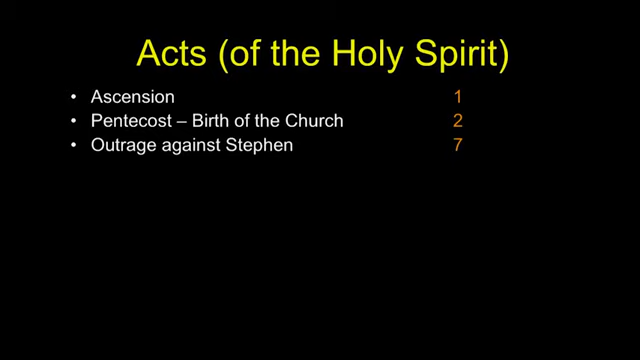 Acts (of the Holy Spirit)
• Ascension 1
• Pentecost – Birth of the Church 2
• Outrage against Stephen 7